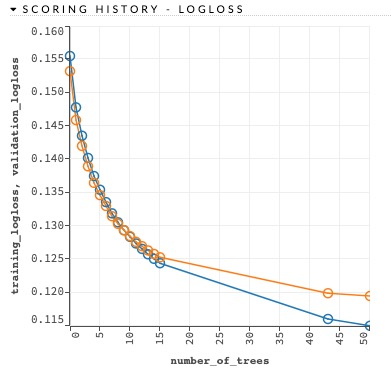 SCORING HISTORY - LOGLOSS
0.160
0.155
0.150
0.145
0.140
0.135
0.130
0.125
0.120
0.115
training_logloss, validation_logloss
0 5 10 15 20 25 30 35 40 45 50
number_of_trees